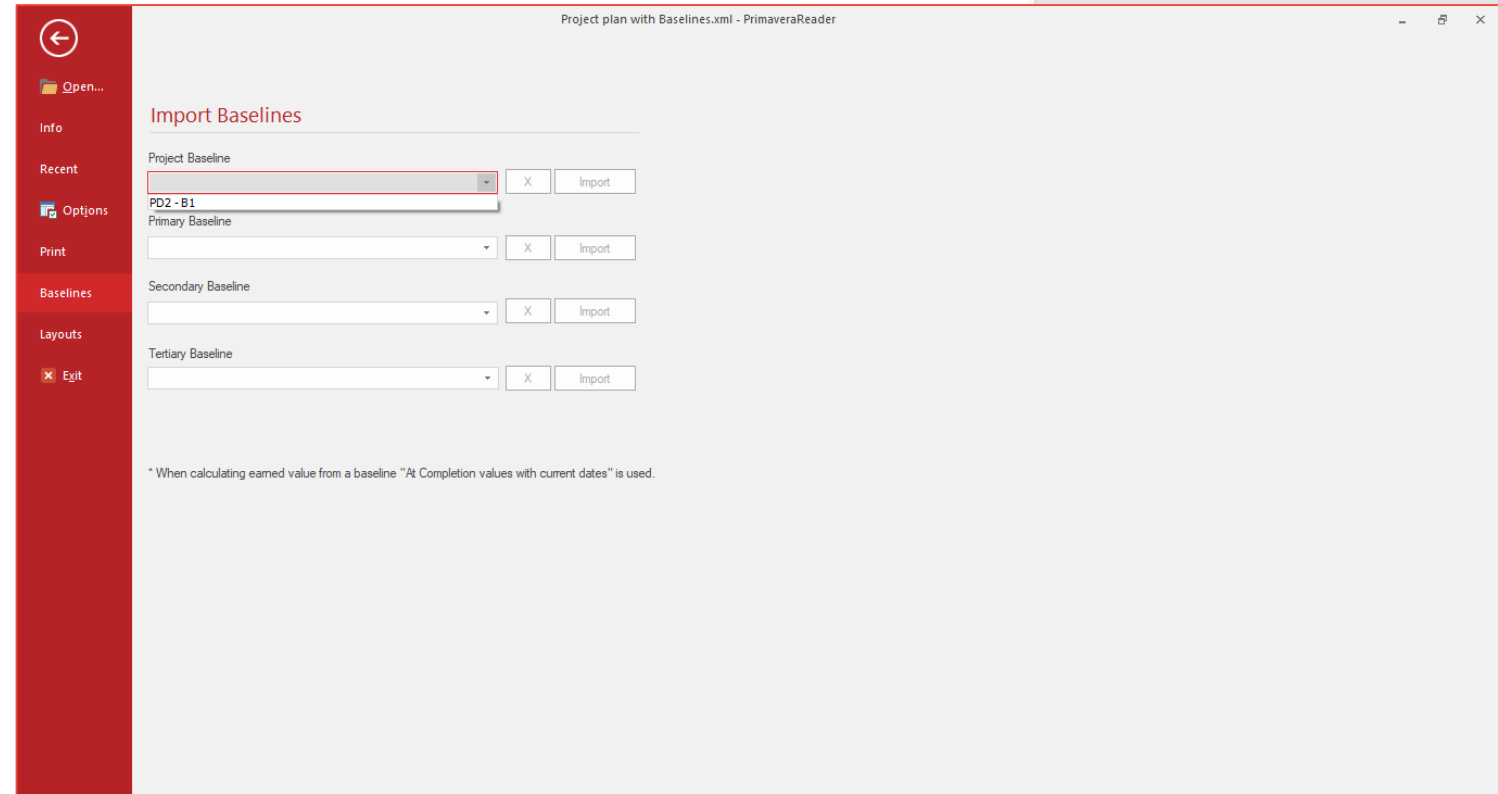 Project plan with Baselines.xml - PrimaveraReader
Open...
Info
Recent
Options
Print
Baselines
Layouts
Exit
Import Baselines
Project Baseline
X Import
PD2 - B1
Primary Baseline
X Import
Secondary Baseline
X Import
Tertiary Baseline
X Import
* When calculating earned value from a baseline "At Completion values with current dates" is used.